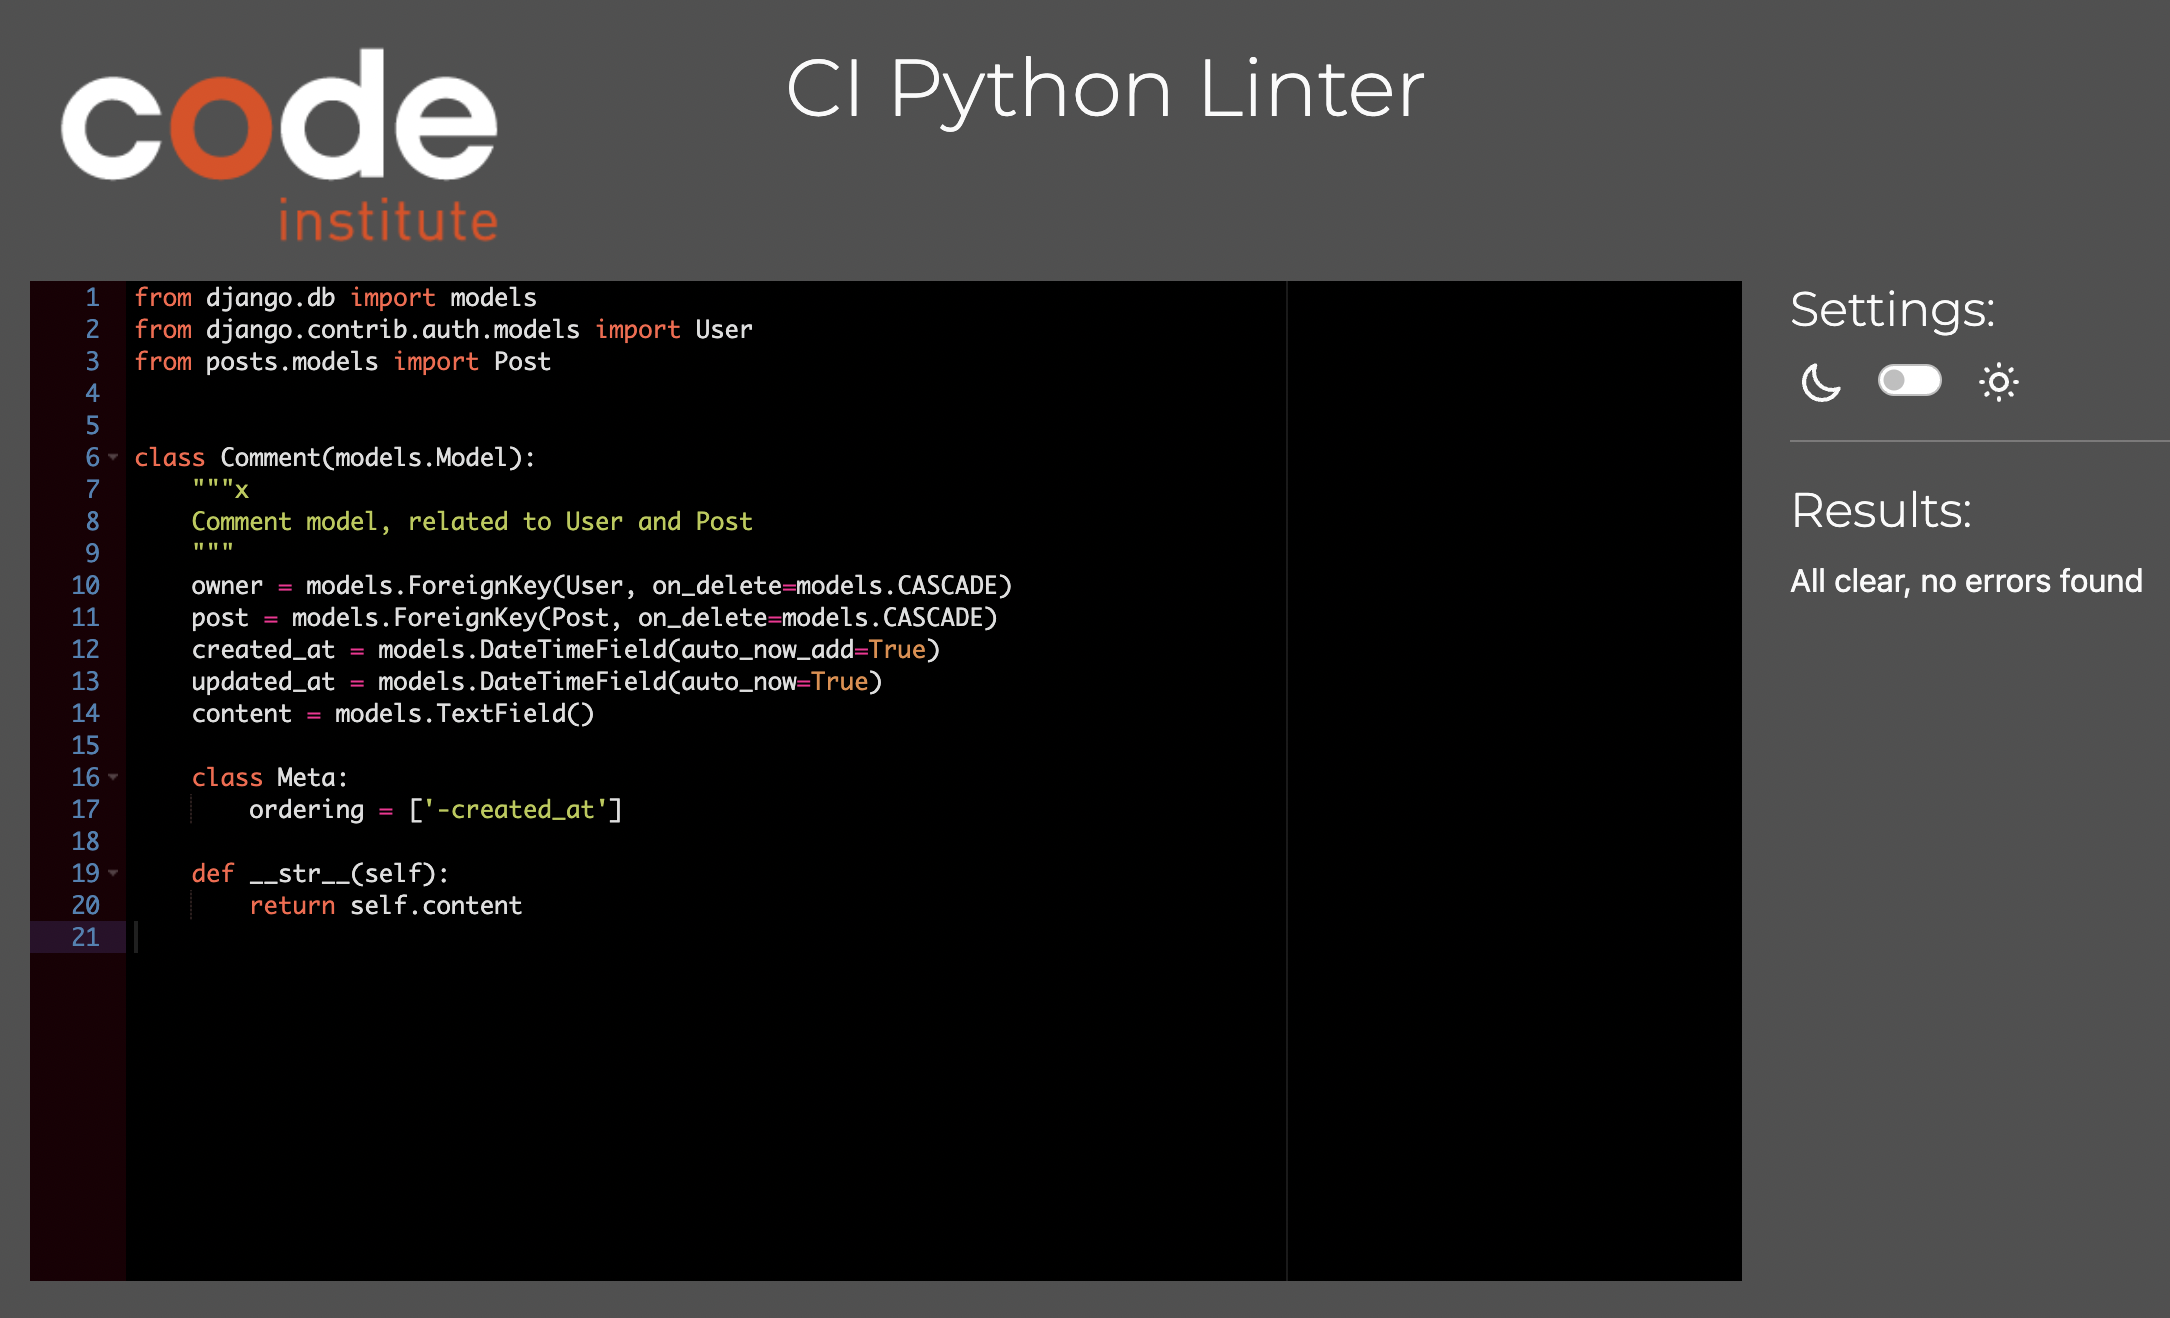 code
institute
CI Python Linter
1 from django.db import models
2 from django.contrib.auth.models import User
3 from posts.models import Post
4
5
6 class Comment(models.Model):
7     """x
8     Comment model, related to User and Post
9     """
10     owner = models.ForeignKey(User, on_delete=models.CASCADE)
11     post = models.ForeignKey(Post, on_delete=models.CASCADE)
12     created_at = models.DateTimeField(auto_now_add=True)
13     updated_at = models.DateTimeField(auto_now=True)
14     content = models.TextField()
15
16     class Meta:
17         ordering = ['-created_at']
18
19     def __str__(self):
20         return self.content
21
Settings:
Results:
All clear, no errors found